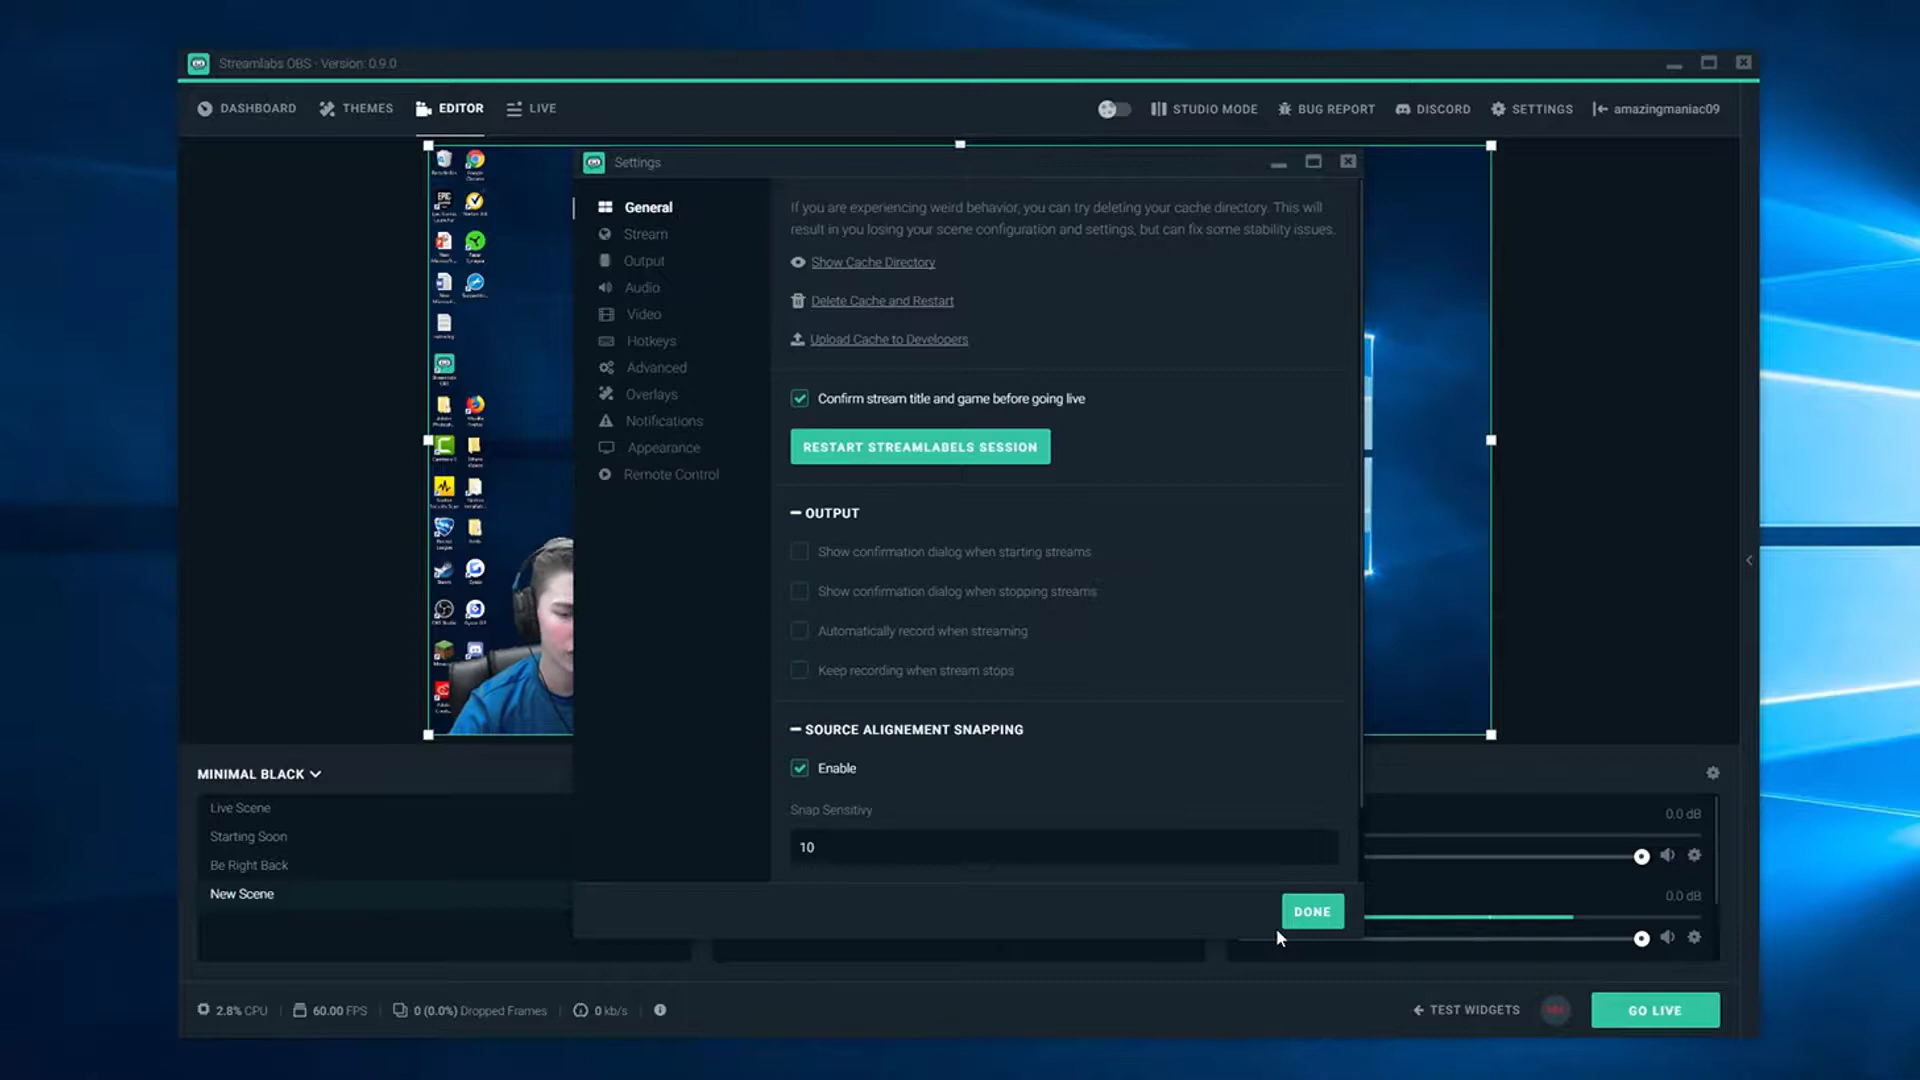 Streamlabs OBS - Version: 0.9.0
DASHBOARD
THEMES
EDITOR
LIVE
STUDIO MODE
BUG REPORT
DISCORD
SETTINGS
amazingmaniac09
Settings
General
Stream
Output
Audio
Video
Hotkeys
Advanced
Overlays
Notifications
Appearance
Remote Control
If you are experiencing weird behavior, you can try deleting your cache directory. This will
result in you losing your scene configuration and settings, but can fix some stability issues.
Show Cache Directory
Delete Cache and Restart
Upload Cache to Developers
Confirm stream title and game before going live
RESTART STREAMLABELS SESSION
OUTPUT
Show confirmation dialog when starting streams
Show confirmation dialog when stopping streams
Automatically record when streaming
Keep recording when stream stops
SOURCE ALIGNEMENT SNAPPING
Enable
Snap Sensitivy
10
DONE
MINIMAL BLACK
Live Scene
Starting Soon
Be Right Back
New Scene
0.0 dB
0.0 dB
2.8% CPU
60.00 FPS
0 (0.0%) Dropped Frames
0 kb/s
TEST WIDGETS
GO LIVE